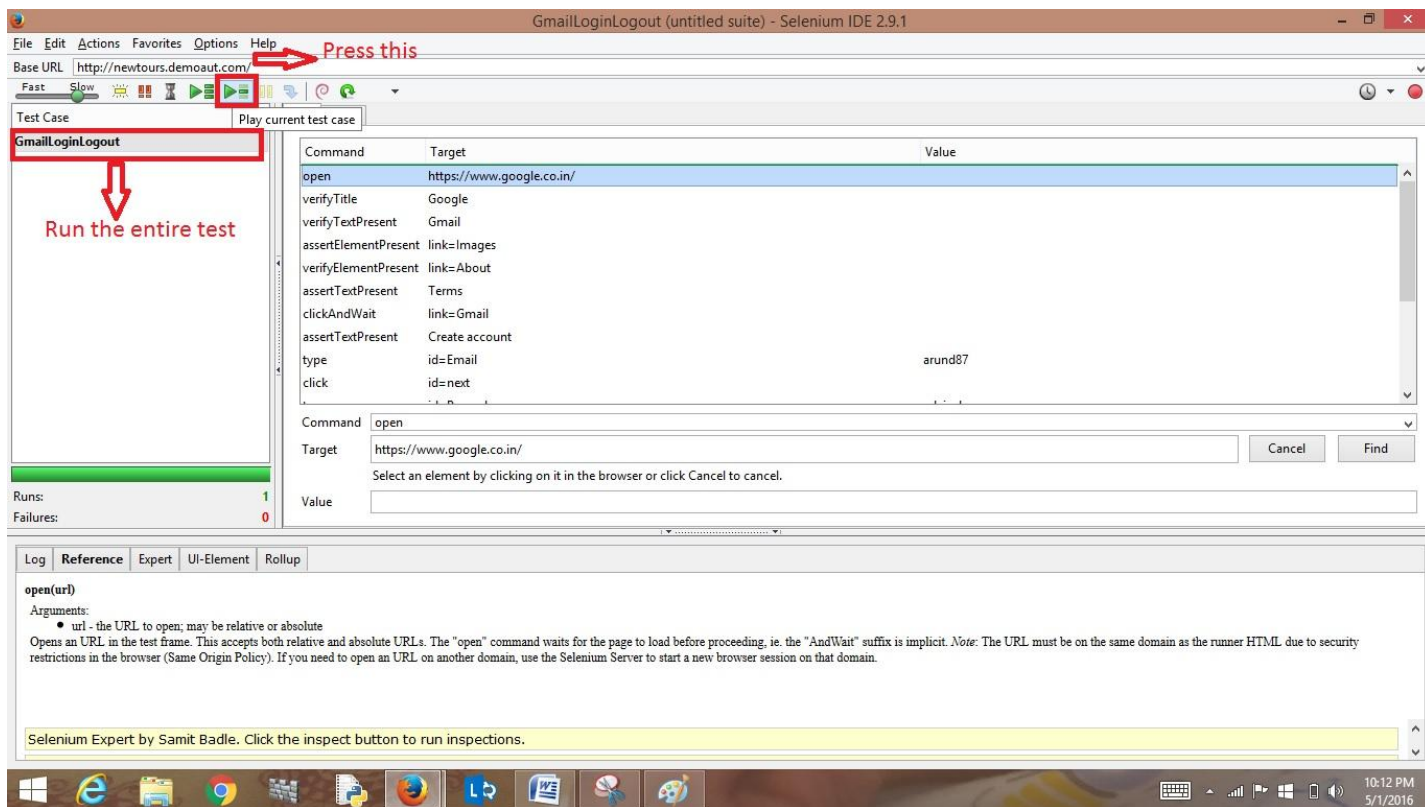 GmailLoginLogout (untitled suite) - Selenium IDE 2.9.1
File Edit Actions Favorites Options Help
Press this
Base URL http://newtours.demoaut.com/
Fast Slow
Test Case
Play current test case
GmailLoginLogout
Run the entire test
Command Target Value
open https://www.google.co.in/
verifyTitle Google
verifyTextPresent Gmail
assertElementPresent link=Images
verifyElementPresent link=About
assertTextPresent Terms
clickAndWait link=Gmail
assertTextPresent Create account
type id=Email arund87
click id=next
Command open
Target https://www.google.co.in/ Cancel Find
Select an element by clicking on it in the browser or click Cancel to cancel.
Value
Runs: 1
Failures: 0
Log Reference Expert UI-Element Rollup
open(url)
Arguments:
• url - the URL to open; may be relative or absolute
Opens an URL in the test frame. This accepts both relative and absolute URLs. The "open" command waits for the page to load before proceeding, ie. the "AndWait" suffix is implicit. Note: The URL must be on the same domain as the runner HTML due to security
restrictions in the browser (Same Origin Policy). If you need to open an URL on another domain, use the Selenium Server to start a new browser session on that domain.
Selenium Expert by Samit Badle. Click the inspect button to run inspections.
10:12 PM
5/1/2016